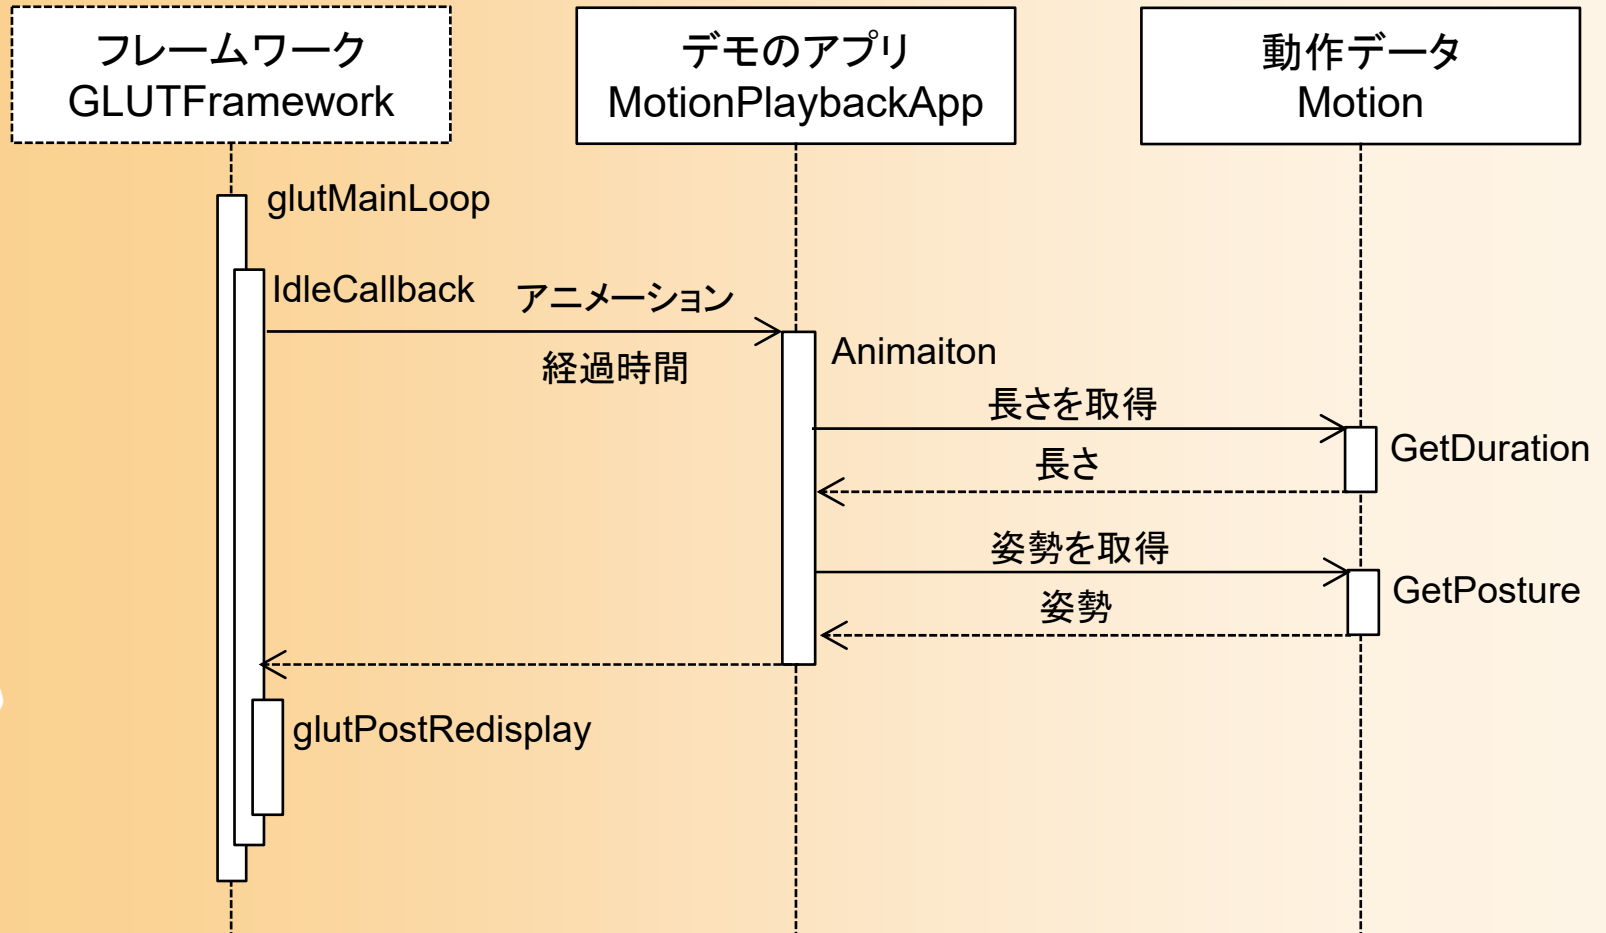 フレームワーク
GLUTFramework
デモのアプリ
MotionPlaybackApp
動作データ
Motion
glutMainLoop
IdleCallback
アニメーション
経過時間
Animaiton
長さを取得
GetDuration
長さ
姿勢を取得
GetPosture
姿勢
glutPostRedisplay